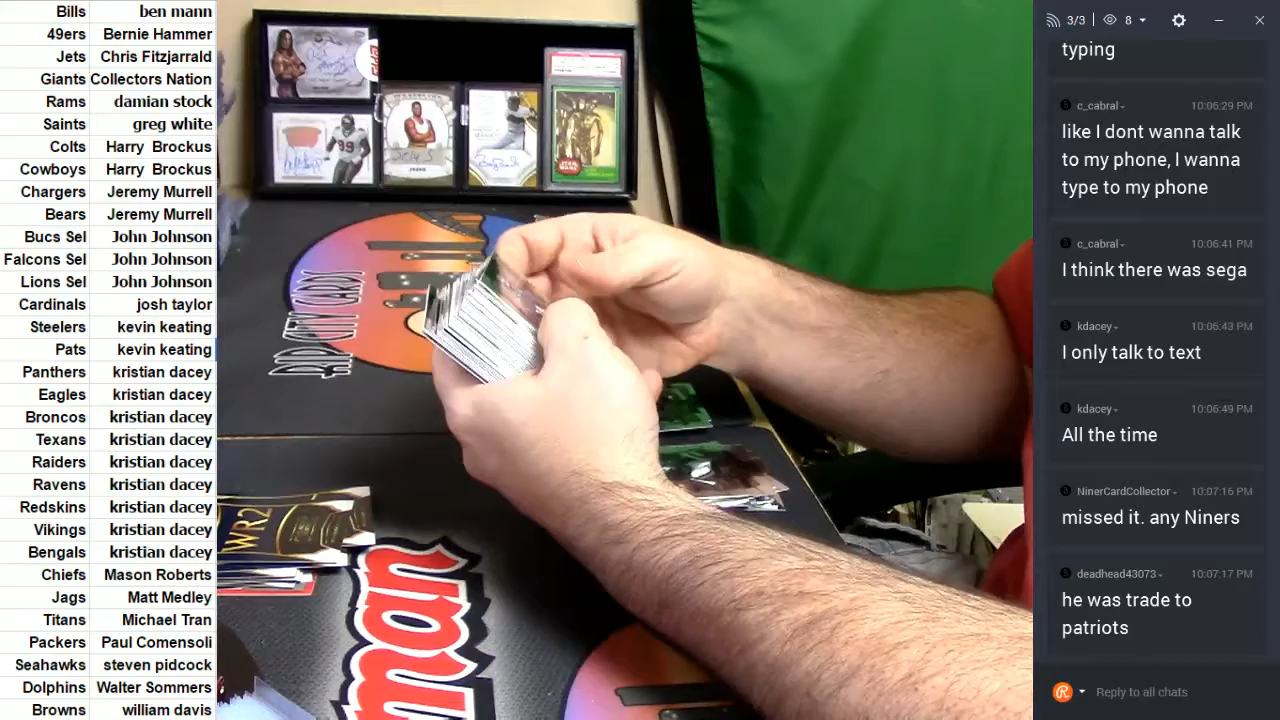 Bills ben mann
49ers Bernie Hammer
Jets Chris Fitzjarrald
Giants Collectors Nation
Rams damian stock
Saints greg white
Colts Harry Brockus
Cowboys Harry Brockus
Chargers Jeremy Murrell
Bears Jeremy Murrell
Bucs Sel John Johnson
Falcons Sel John Johnson
Lions Sel John Johnson
Cardinals josh taylor
Steelers kevin keating
Pats kevin keating
Panthers kristian dacey
Eagles kristian dacey
Broncos kristian dacey
Texans kristian dacey
Raiders kristian dacey
Ravens kristian dacey
Redskins kristian dacey
Vikings kristian dacey
Bengals kristian dacey
Chiefs Mason Roberts
Jags Matt Medley
Titans Michael Tran
Packers Paul Comensoli
Seahawks steven pidcock
Dolphins Walter Sommers
Browns william davis
STAR WARS
RIP CITY CARDS
WR2
man
3/3 8
typing
c_cabral 10:06:29 PM
like I dont wanna talk
to my phone, I wanna
type to my phone
c_cabral 10:06:41 PM
I think there was sega
kdacey 10:06:43 PM
I only talk to text
kdacey 10:06:49 PM
All the time
NinerCardCollector 10:07:16 PM
missed it. any Niners
deadhead43073 10:07:17 PM
he was trade to
patriots
Reply to all chats